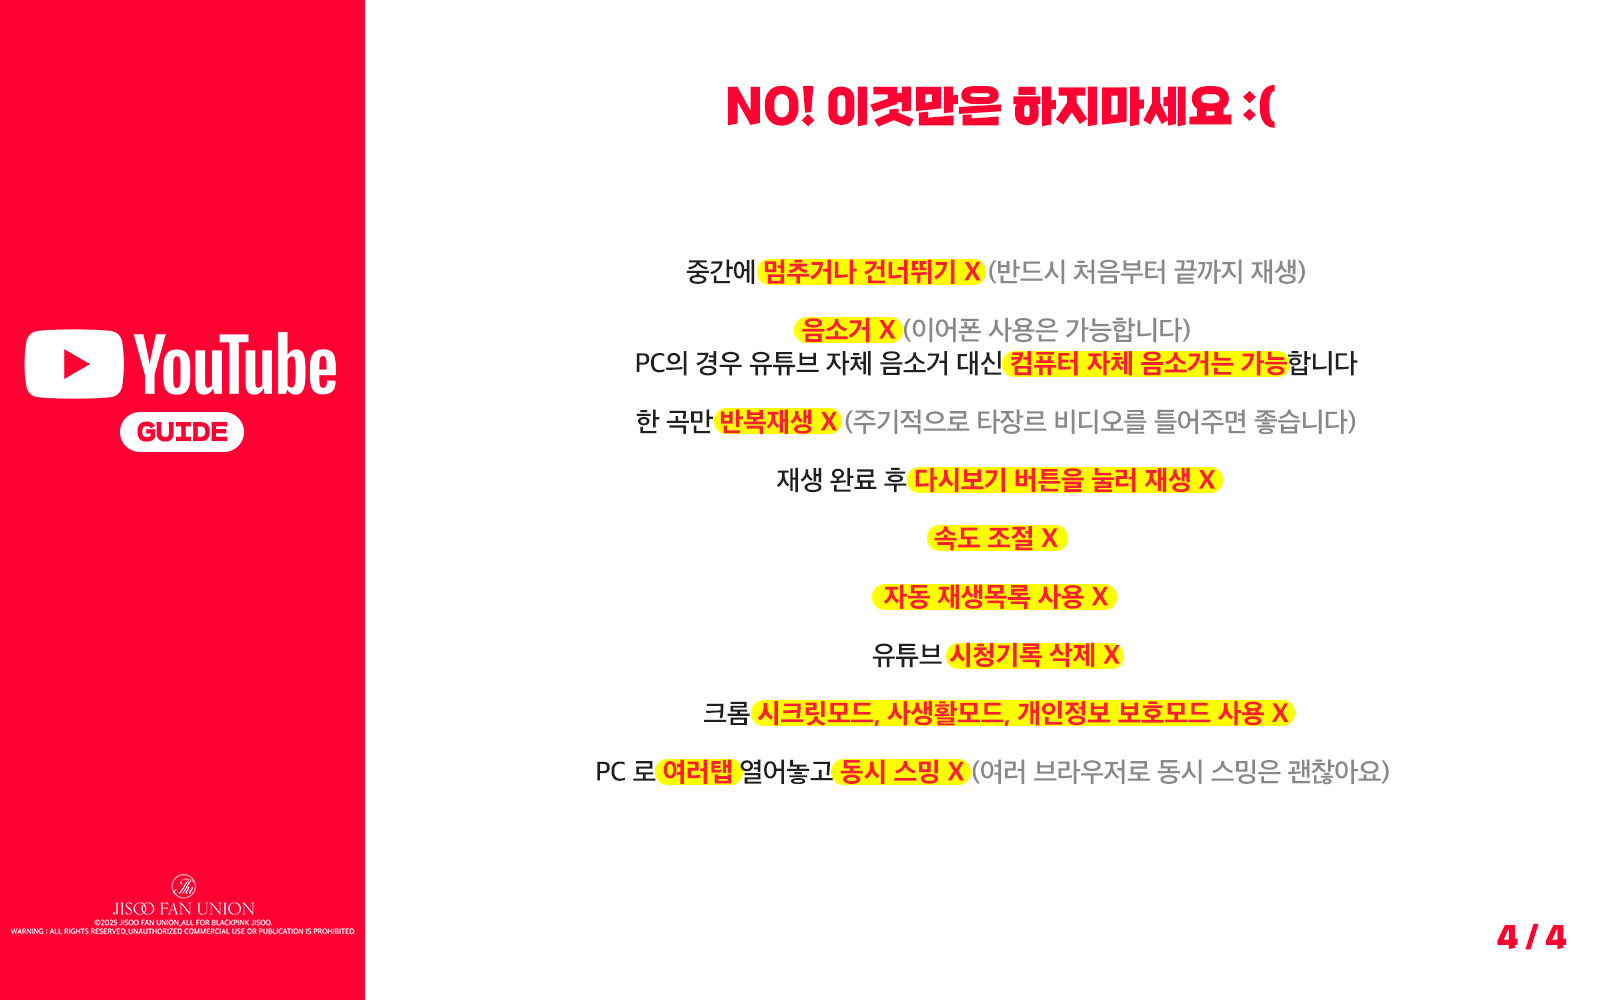 YouTube
GUIDE
JISOO FAN UNION
©2025 JISOO FAN UNION_ALL FOR BLACKPINK JISOO.
WARNING : ALL RIGHTS RESERVED_UNAUTHORIZED COMMERCIAL USE OR PUBLICATION IS PROHIBITED
NO! 이것만은 하지마세요 :(
중간에 멈추거나 건너뛰기 X (반드시 처음부터 끝까지 재생)
음소거 X (이어폰 사용은 가능합니다)
PC의 경우 유튜브 자체 음소거 대신 컴퓨터 자체 음소거는 가능합니다
한 곡만 반복재생 X (주기적으로 타장르 비디오를 틀어주면 좋습니다)
재생 완료 후 다시보기 버튼을 눌러 재생 X
속도 조절 X
자동 재생목록 사용 X
유튜브 시청기록 삭제 X
크롬 시크릿모드, 사생활모드, 개인정보 보호모드 사용 X
PC 로 여러탭 열어놓고 동시 스밍 X (여러 브라우저로 동시 스밍은 괜찮아요)
4 / 4